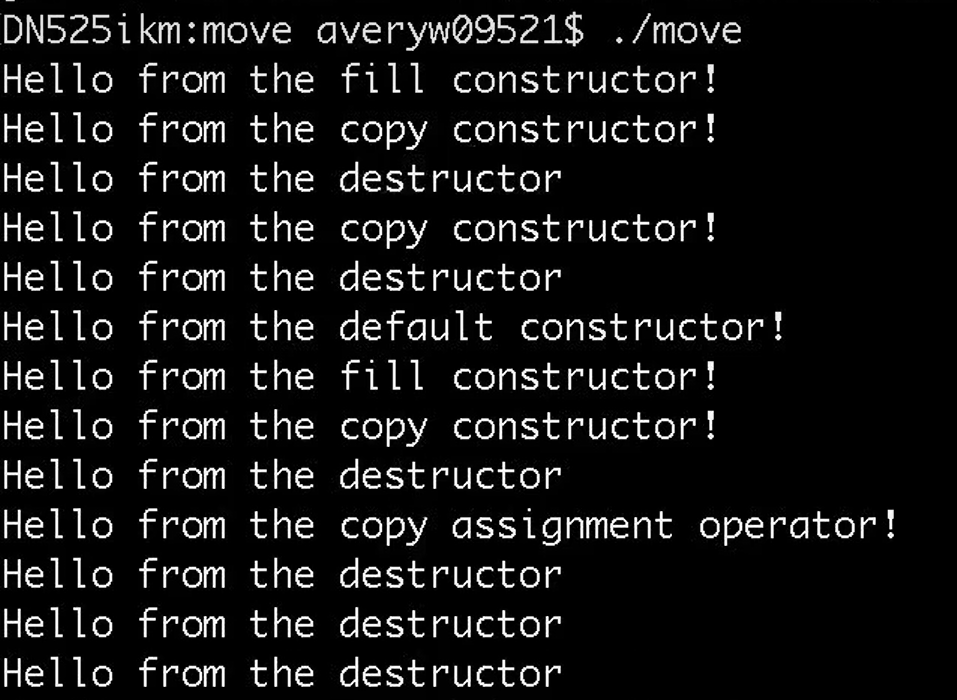 DN525ikm:move averyw09521$ ./move
Hello from the fill constructor!
Hello from the copy constructor!
Hello from the destructor
Hello from the copy constructor!
Hello from the destructor
Hello from the default constructor!
Hello from the fill constructor!
Hello from the copy constructor!
Hello from the destructor
Hello from the copy assignment operator!
Hello from the destructor
Hello from the destructor
Hello from the destructor